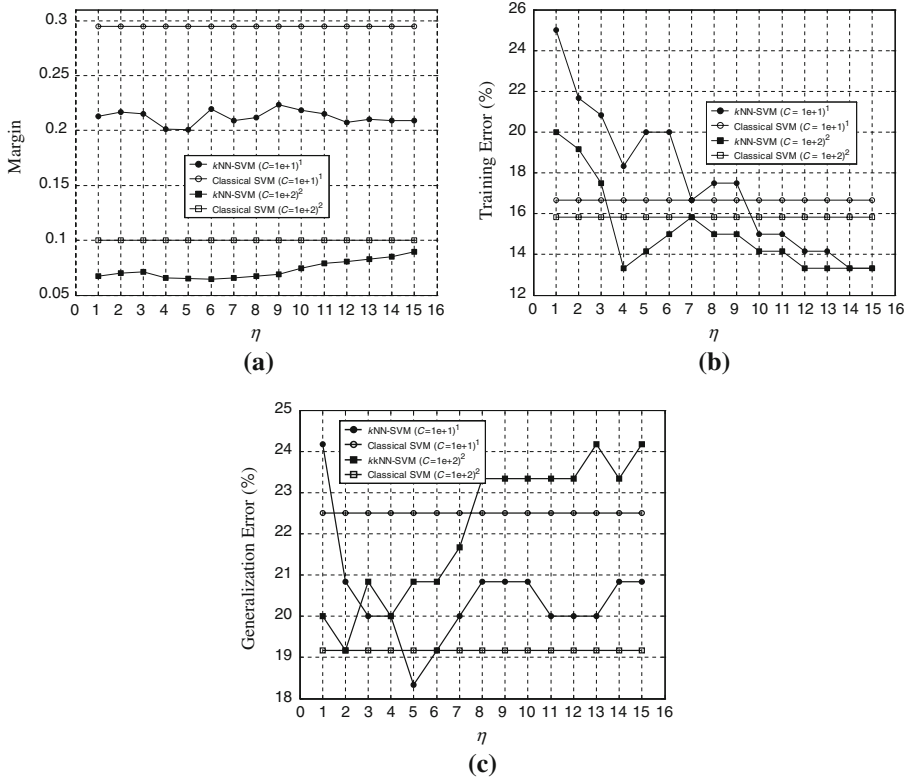 0.3
0.25
0.2
0.15
0.1
0.05
Margin
kNN-SVM (C=1e+1)¹
Classical SVM (C=1e+1)¹
kNN-SVM (C=1e+2)²
Classical SVM (C=1e+2)²
0 1 2 3 4 5 6 7 8 9 10 11 12 13 14 15 16
η
(a)
26
24
22
20
18
16
14
12
Training Error (%)
kNN-SVM (C = 1e+1)¹
Classical SVM (C = 1e+1)¹
kNN-SVM (C = 1e+2)²
Classical SVM (C = 1e+2)²
0 1 2 3 4 5 6 7 8 9 10 11 12 13 14 15 16
η
(b)
25
24
23
22
21
20
19
18
Generalization Error (%)
kNN-SVM (C=1e+1)¹
Classical SVM (C=1e+1)¹
kkNN-SVM (C=1e+2)²
Classical SVM (C=1e+2)²
0 1 2 3 4 5 6 7 8 9 10 11 12 13 14 15 16
η
(c)